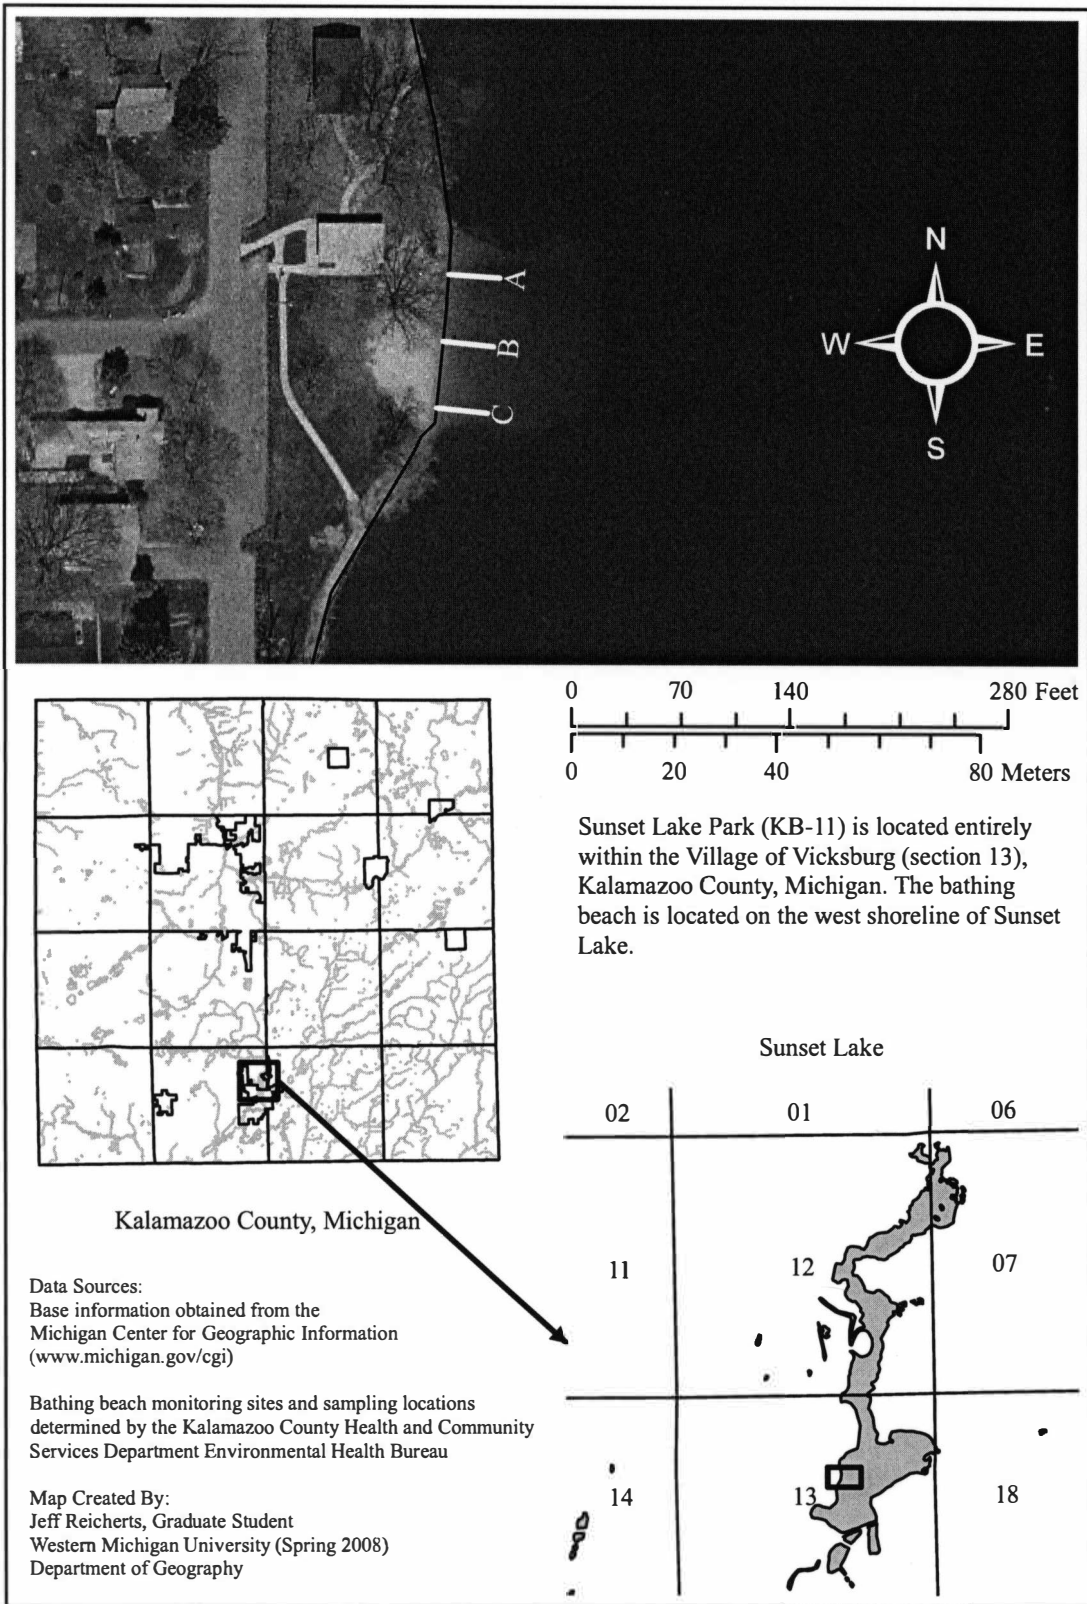 A
B
C
N
W E
S
0 70 140 280 Feet
0 20 40 80 Meters
Sunset Lake Park (KB-11) is located entirely
within the Village of Vicksburg (section 13),
Kalamazoo County, Michigan. The bathing
beach is located on the west shoreline of Sunset
Lake.
Kalamazoo County, Michigan
Data Sources:
Base information obtained from the
Michigan Center for Geographic Information
(www.michigan.gov/cgi)
Bathing beach monitoring sites and sampling locations
determined by the Kalamazoo County Health and Community
Services Department Environmental Health Bureau
Map Created By:
Jeff Reicherts, Graduate Student
Western Michigan University (Spring 2008)
Department of Geography
Sunset Lake
02 01 06
11 12 07
14 13 18